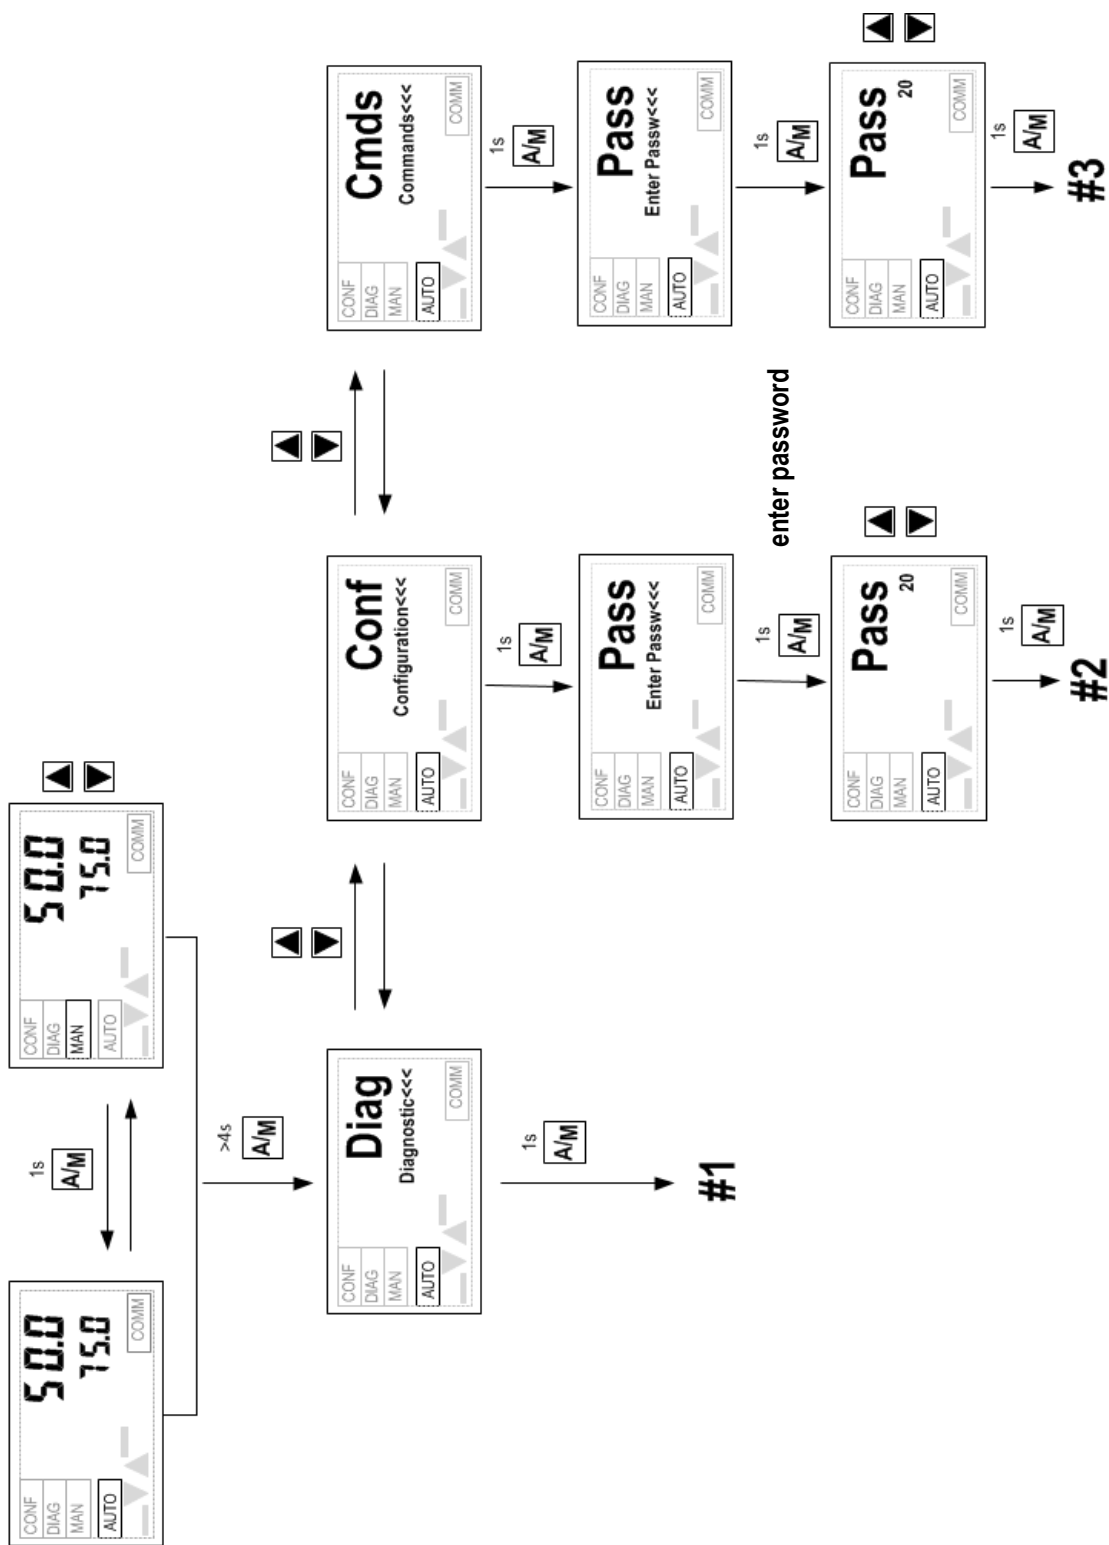 CONF
DIAG
MAN
AUTO
50.0
75.0
COMM
1s
A/M
CONF
DIAG
MAN
AUTO
50.0
75.0
COMM
>4s
A/M
CONF
DIAG
MAN
AUTO
Diag
Diagnostic<<<
COMM
1s
A/M
#1
CONF
DIAG
MAN
AUTO
Conf
Configuration<<<
COMM
1s
A/M
CONF
DIAG
MAN
AUTO
Pass
Enter Passw<<<
COMM
1s
A/M
enter password
CONF
DIAG
MAN
AUTO
Pass
20
COMM
1s
A/M
#2
CONF
DIAG
MAN
AUTO
Cmds
Commands<<<
COMM
1s
A/M
CONF
DIAG
MAN
AUTO
Pass
Enter Passw<<<
COMM
1s
A/M
CONF
DIAG
MAN
AUTO
Pass
20
COMM
1s
A/M
#3